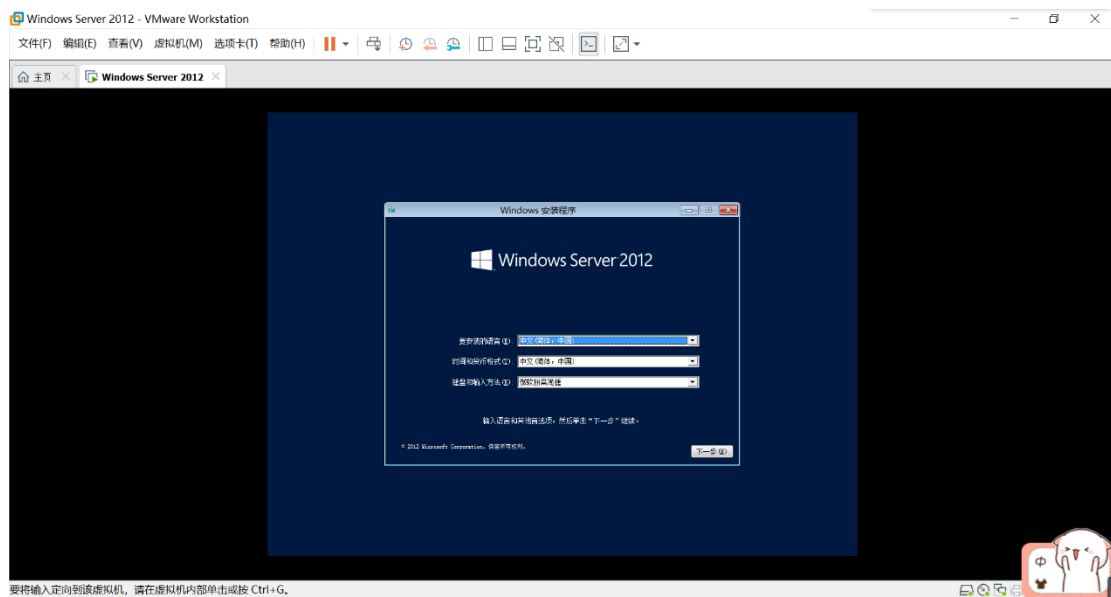 Windows Server 2012 - VMware Workstation
文件(F) 编辑(E) 查看(V) 虚拟机(M) 选项卡(T) 帮助(H)
主页 Windows Server 2012
Windows 安装程序
Windows Server 2012
要安装的语言(E): 中文(简体，中国)
时间和货币格式(T): 中文(简体，中国)
键盘和输入方法(K): 微软拼音简捷
输入语言和其他首选项，然后单击“下一步”继续。
© 2012 Microsoft Corporation。保留所有权利。
下一步(N)
中
要将输入定向到该虚拟机，请在虚拟机内部单击或按 Ctrl+G。